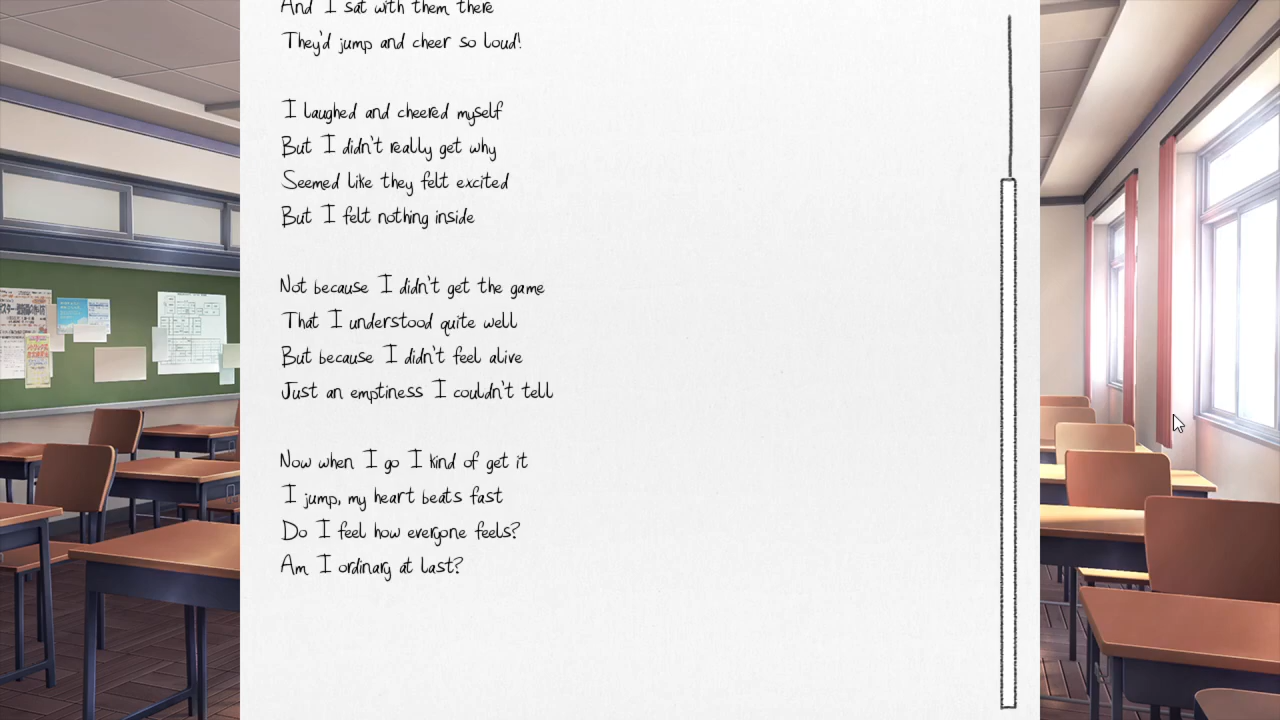 And I sat with them there
They'd jump and cheer so loud!
I laughed and cheered myself
But I didn't really get why
Seemed like they felt excited
But I felt nothing inside
Not because I didn't get the game
That I understood quite well
But because I didn't feel alive
Just an emptiness I couldn't tell
Now when I go I kind of get it
I jump, my heart beats fast
Do I feel how everyone feels?
Am I ordinary at last?